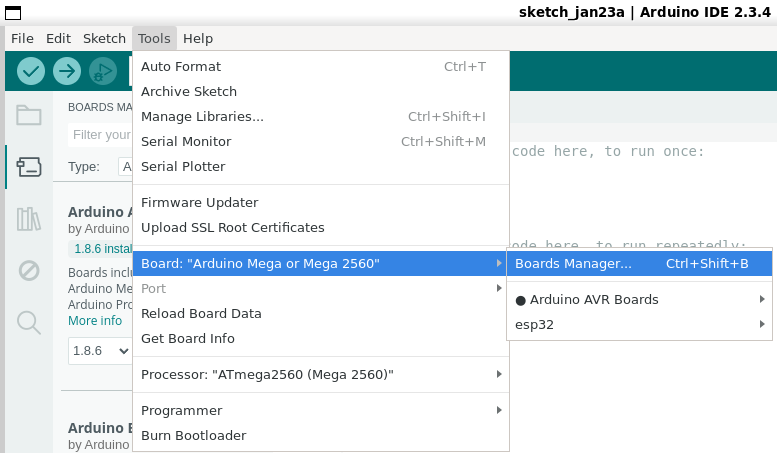 sketch_jan23a | Arduino IDE 2.3.4
File Edit Sketch Tools Help
Auto Format Ctrl+T
Archive Sketch
Manage Libraries... Ctrl+Shift+I
Serial Monitor Ctrl+Shift+M
Serial Plotter
Firmware Updater
Upload SSL Root Certificates
Board: "Arduino Mega or Mega 2560"
Port
Reload Board Data
Get Board Info
Processor: "ATmega2560 (Mega 2560)"
Programmer
Burn Bootloader
Boards Manager... Ctrl+Shift+B
● Arduino AVR Boards
esp32
BOARDS MA
Filter your
Type: A
Arduino A
by Arduino
1.8.6 instal
Boards inclu
Arduino Me
Arduino Pro
More info
1.8.6
Arduino E
by Arduino
code here, to run once:
ode here, to run repeatedly: